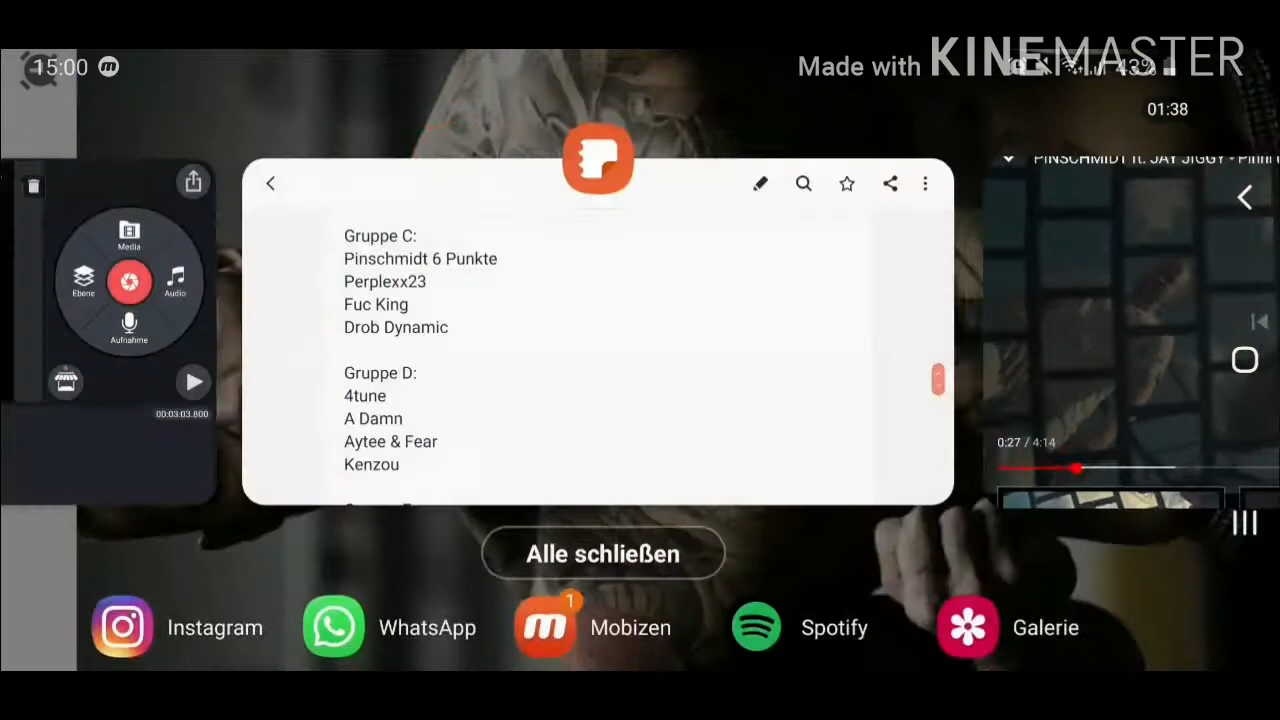 Made with KINEMASTER
15:00
43%
01:38
PINSCHMIDT ft. JAY JIGGY - Pinn
Media
Ebene
Audio
Aufnahme
00:03:03.800
Gruppe C:
Pinschmidt 6 Punkte
Perplexx23
Fuc King
Drob Dynamic
Gruppe D:
4tune
A Damn
Aytee & Fear
Kenzou
0:27 / 4:14
Alle schließen
Instagram
WhatsApp
1
Mobizen
Spotify
Galerie